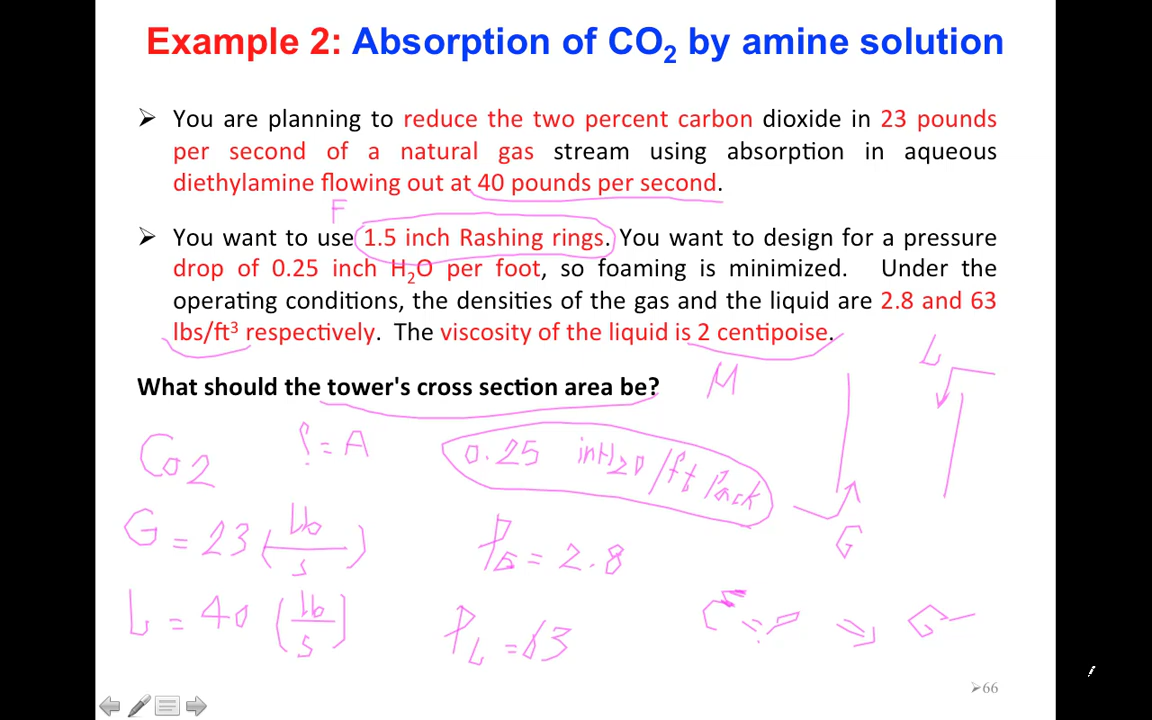 Example 2: Absorption of CO2 by amine solution
➢ You are planning to reduce the two percent carbon dioxide in 23 pounds
per second of a natural gas stream using absorption in aqueous
diethylamine flowing out at 40 pounds per second.
F
➢ You want to use 1.5 inch Rashing rings. You want to design for a pressure
drop of 0.25 inch H2O per foot, so foaming is minimized. Under the
operating conditions, the densities of the gas and the liquid are 2.8 and 63
lbs/ft³ respectively. The viscosity of the liquid is 2 centipoise.
L
What should the tower's cross section area be?
M
CO2
? = A
0.25 inH2O/ft Pack
G = 23 (lb/s)
G
ρG = 2.8
L = 40 (lb/s)
ρL = 63
➢66